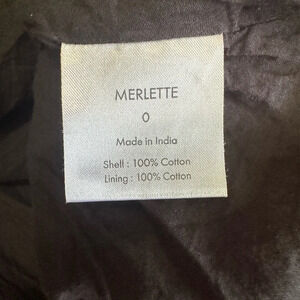 MERLETTE
0
Made in India
Shell : 100% Cotton
Lining : 100% Cotton